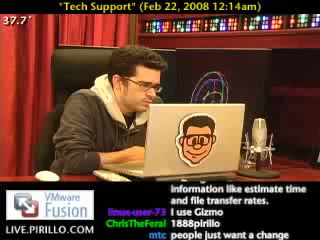 "Tech Support" (Feb 22, 2008 12:14am)
37.7°
VMware
Fusion
LIVE.PIRILLO.COM
information like estimate time
and file transfer rates.
linux-user-73 I use Gizmo
ChrisTheFeral 1888pirillo
mtc people just want a change